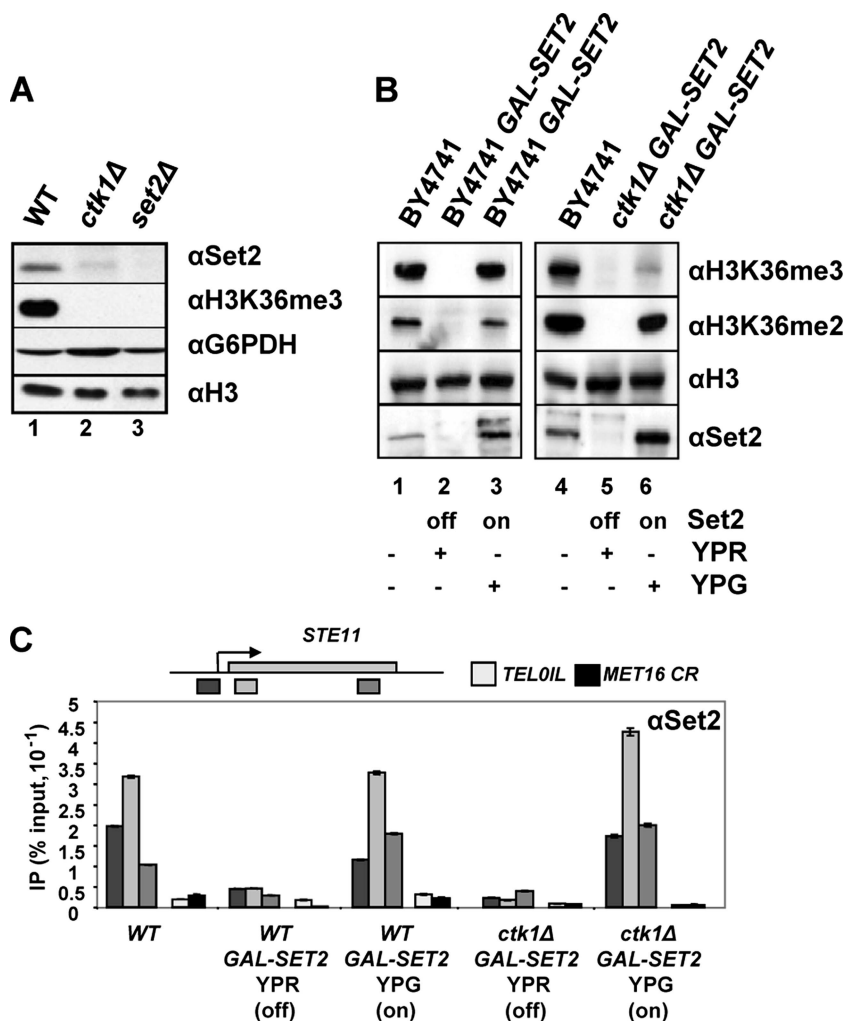 A
WT
ctk1Δ
set2Δ
αSet2
αH3K36me3
αG6PDH
αH3
1 2 3
B
BY4741
BY4741 GAL-SET2
BY4741 GAL-SET2
BY4741
ctk1Δ GAL-SET2
ctk1Δ GAL-SET2
αH3K36me3
αH3K36me2
αH3
αSet2
1 2 3 4 5 6
off on off on Set2
- + - - + - YPR
- - + - - + YPG
C
STE11
TEL0IL MET16 CR
αSet2
IP (% input, 10⁻¹)
4.5
4
3.5
3
2.5
2
1.5
1
0.5
0
WT
WT
GAL-SET2
YPR
(off)
WT
GAL-SET2
YPG
(on)
ctk1Δ
GAL-SET2
YPR
(off)
ctk1Δ
GAL-SET2
YPG
(on)